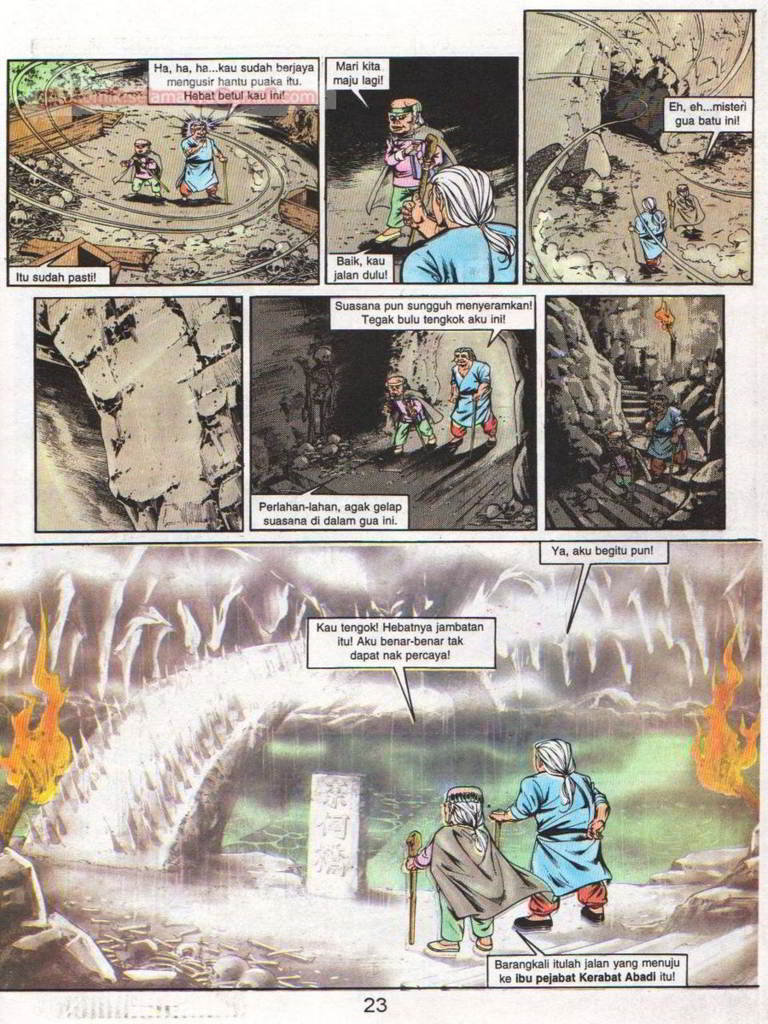 Ha, ha, ha...kau sudah berjaya
mengusir hantu puaka itu.
Hebat betul kau ini!
Itu sudah pasti!
Mari kita
maju lagi!
Baik, kau
jalan dulu!
Eh, eh...misteri
gua batu ini!
Suasana pun sungguh menyeramkan!
Tegak bulu tengkok aku ini!
Perlahan-lahan, agak gelap
suasana di dalam gua ini.
Ya, aku begitu pun!
Kau tengok! Hebatnya jambatan
itu! Aku benar-benar tak
dapat nak percaya!
奈何橋
Barangkali itulah jalan yang menuju
ke ibu pejabat Kerabat Abadi itu!
23